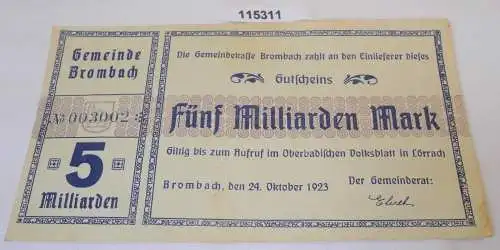 115311
Gemeinde
Brombach
№ 003002 *
5
Milliarden
Die Gemeindekasse Brombach zahlt an den Einlieferer dieses
Gutscheins
Fünf Milliarden Mark
Giltig bis zum Aufruf im Oberbadischen Volksblatt in Lörrach
Brombach, den 24. Oktober 1923
Der Gemeinderat: